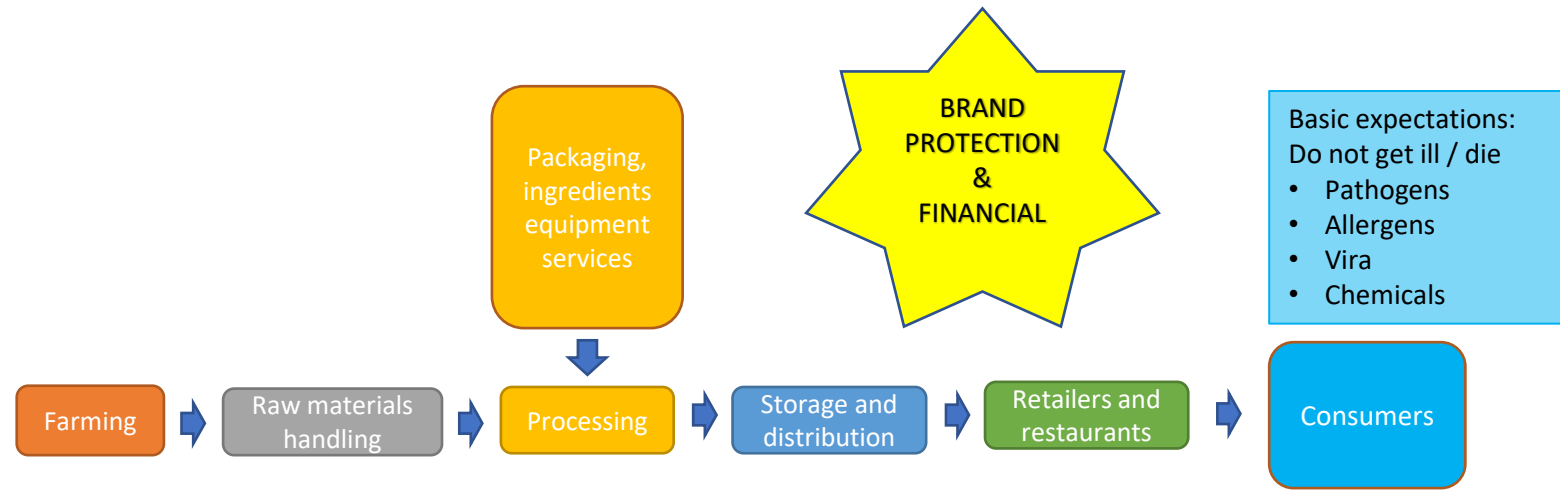 BRAND
PROTECTION
&
FINANCIAL
Packaging,
ingredients
equipment
services
Basic expectations:
Do not get ill / die
• Pathogens
• Allergens
• Vira
• Chemicals
Farming
Raw materials
handling
Processing
Storage and
distribution
Retailers and
restaurants
Consumers